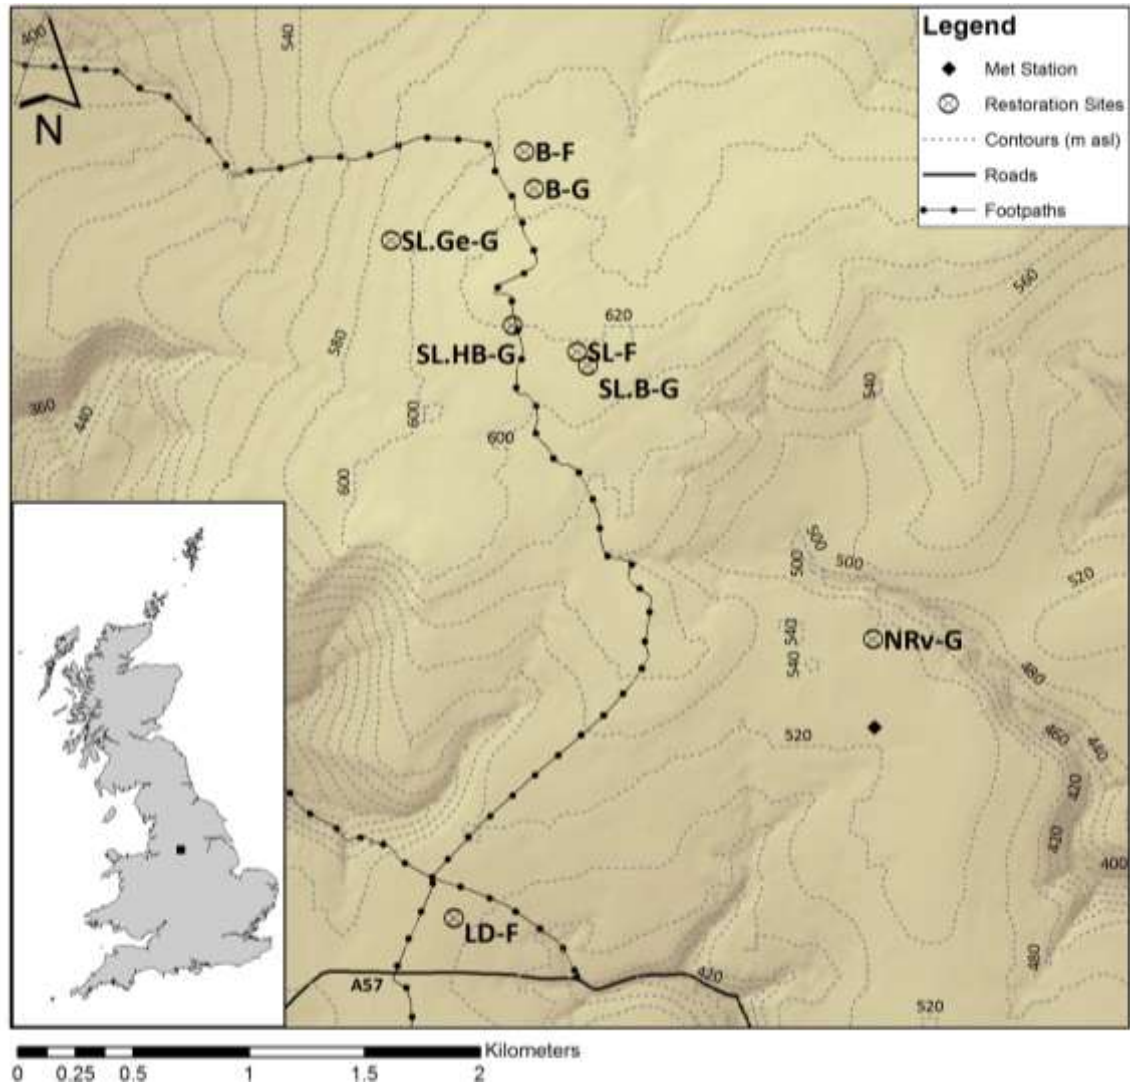 400
540
N
Legend
Met Station
Restoration Sites
Contours (m asl)
Roads
Footpaths
B-F
B-G
SL.Ge-G
560
620
580
SL.HB-G
SL-F
SL.B-G
540
360
440
600
600
600
500
500
500
520
540
540
NRv-G
480
520
460
440
420
420
400
LD-F
480
A57
420
520
Kilometers
0 0.25 0.5 1 1.5 2